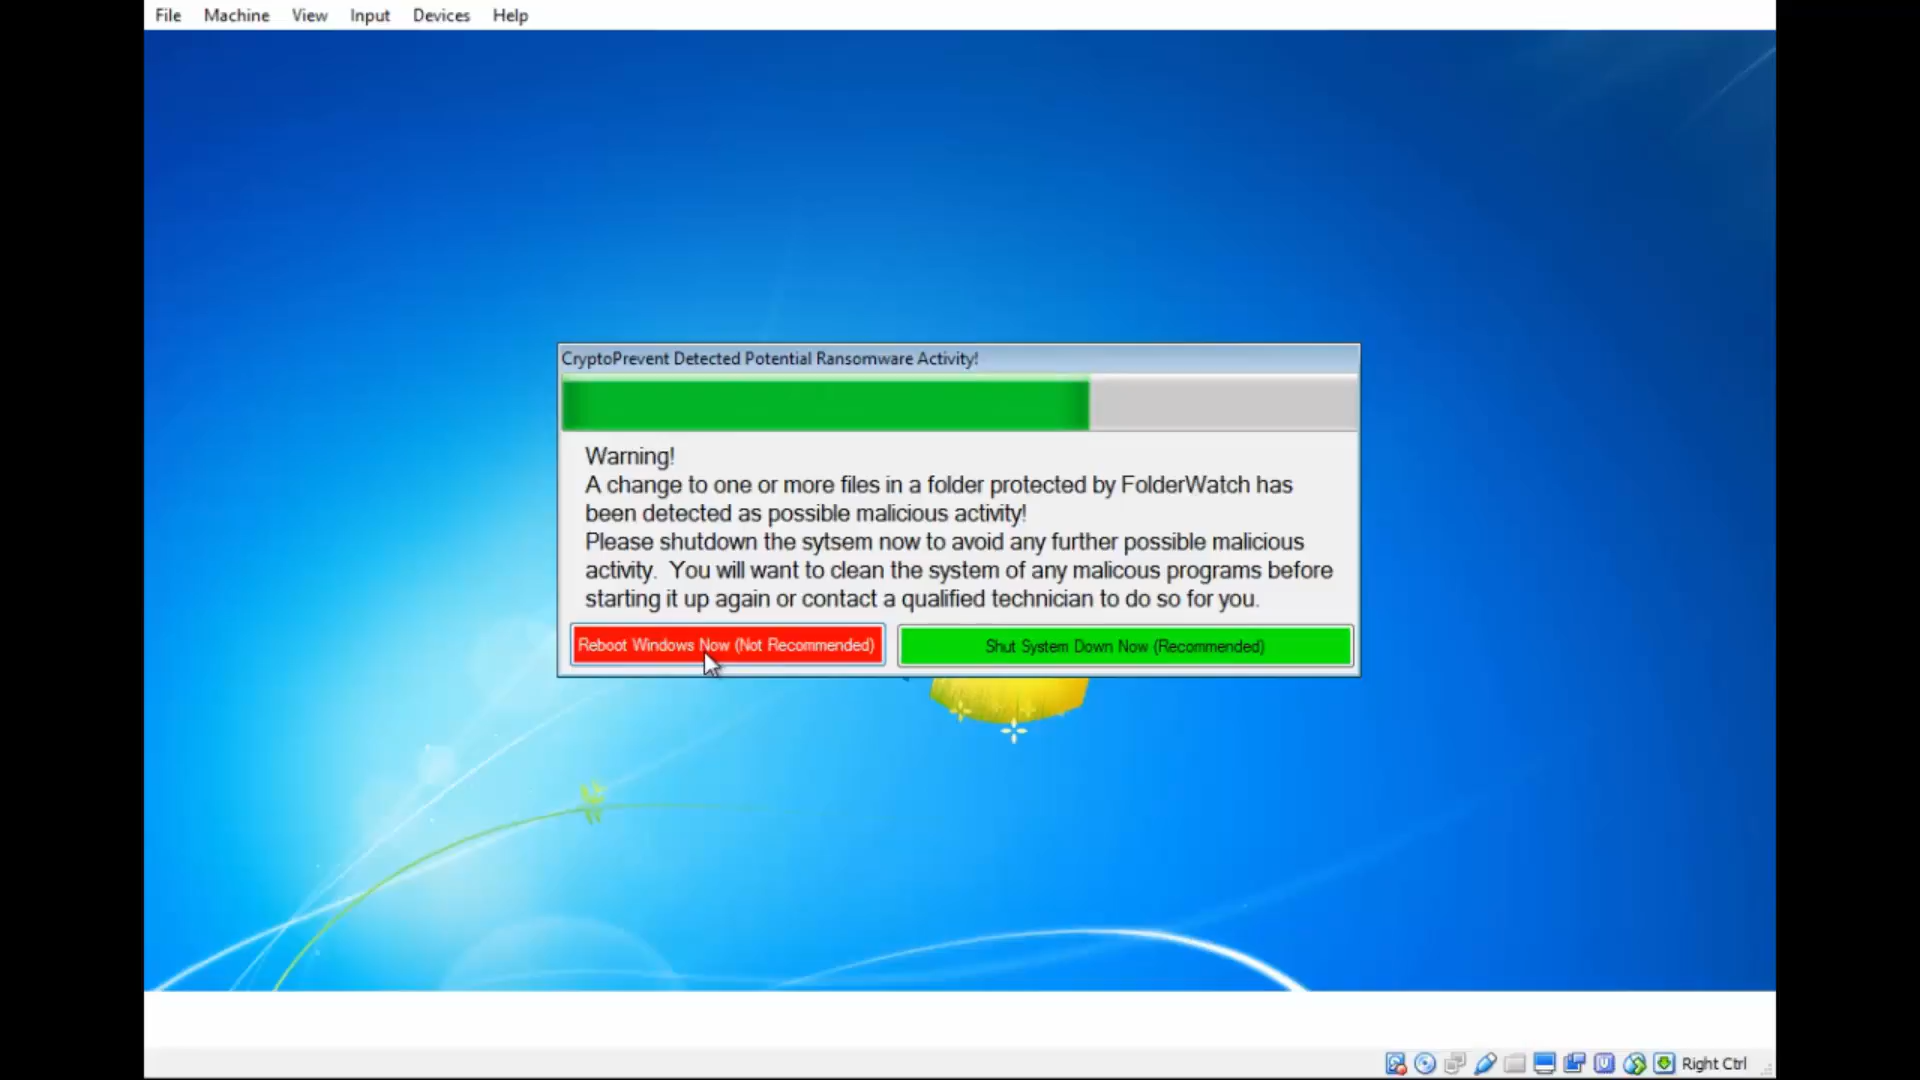 File Machine View Input Devices Help
CryptoPrevent Detected Potential Ransomware Activity!
Warning!
A change to one or more files in a folder protected by FolderWatch has
been detected as possible malicious activity!
Please shutdown the sytsem now to avoid any further possible malicious
activity. You will want to clean the system of any malicous programs before
starting it up again or contact a qualified technician to do so for you.
Reboot Windows Now (Not Recommended) Shut System Down Now (Recommended)
Right Ctrl